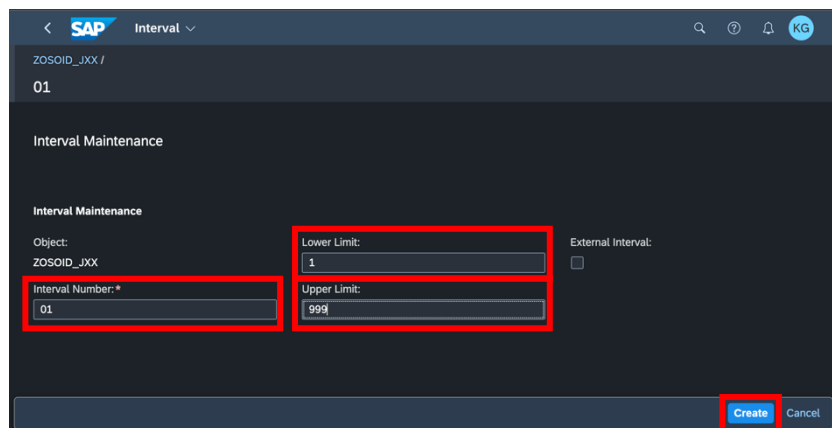 SAP Interval KG
ZOSOID_JXX /
01
Interval Maintenance
Interval Maintenance
Object:
ZOSOID_JXX
Interval Number:*
01
Lower Limit:
1
Upper Limit:
999
External Interval:
Create Cancel